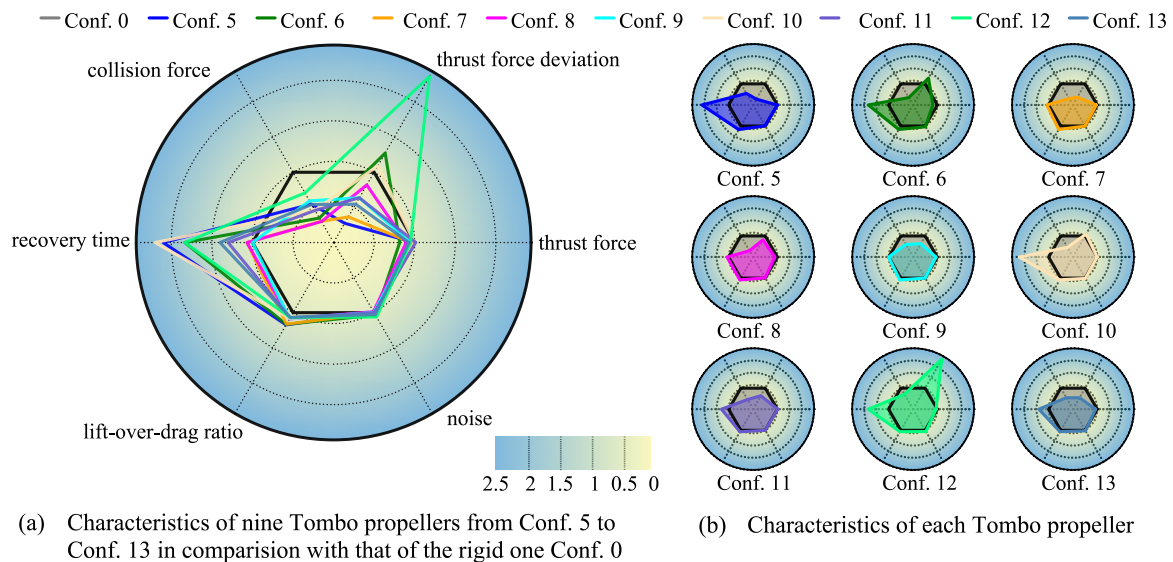 Conf. 0 Conf. 5 Conf. 6 Conf. 7 Conf. 8 Conf. 9 Conf. 10 Conf. 11 Conf. 12 Conf. 13
collision force
thrust force deviation
recovery time
thrust force
lift-over-drag ratio
noise
2.5 2 1.5 1 0.5 0
(a) Characteristics of nine Tombo propellers from Conf. 5 to
Conf. 13 in comparision with that of the rigid one Conf. 0
Conf. 5 Conf. 6 Conf. 7
Conf. 8 Conf. 9 Conf. 10
Conf. 11 Conf. 12 Conf. 13
(b) Characteristics of each Tombo propeller